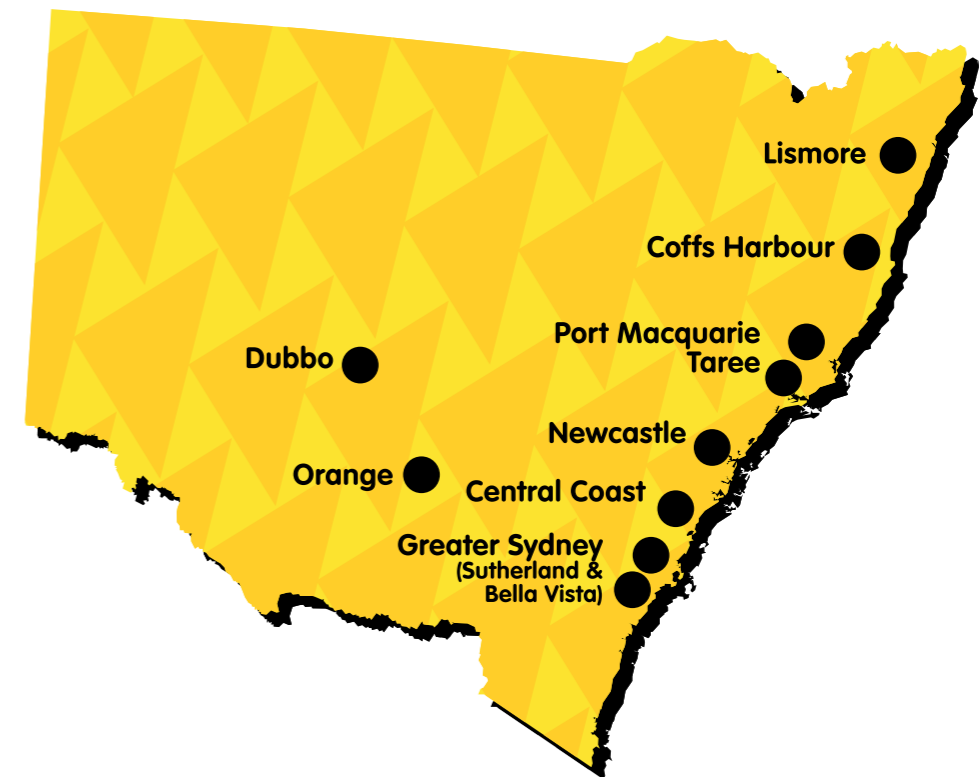 Lismore
Coffs Harbour
Port Macquarie
Taree
Dubbo
Newcastle
Orange
Central Coast
Greater Sydney
(Sutherland &
Bella Vista)